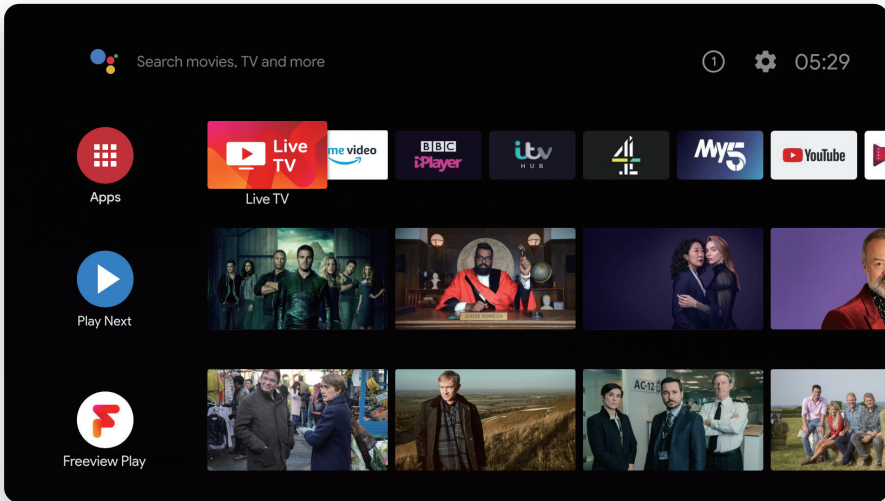 Search movies, TV and more
1
05:29
Apps
Live
TV
me video
BBC
iPlayer
itv
HUB
4
My5
YouTube
Live TV
Play Next
JUDGE ROMESH
AC-12
Freeview Play